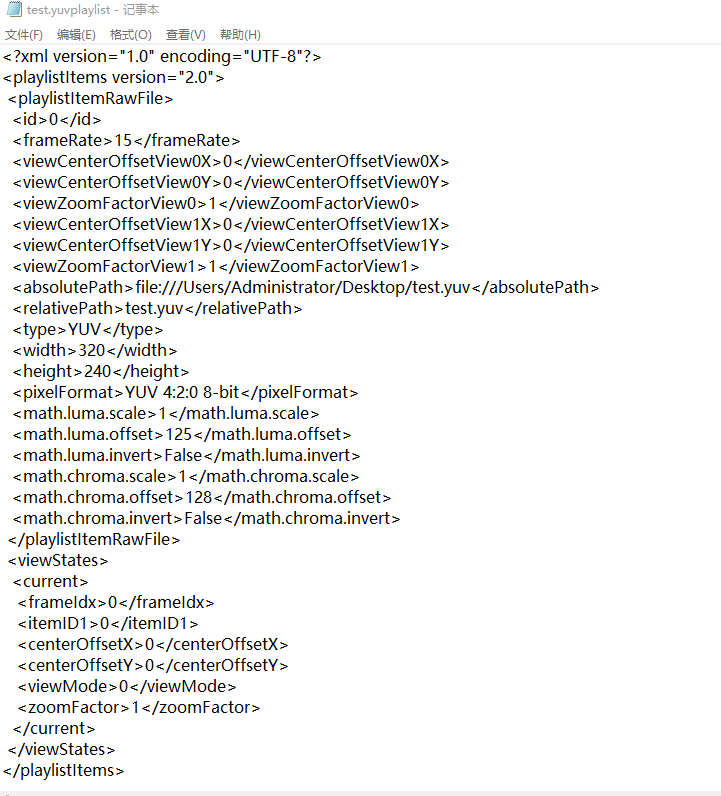 test.yuvplaylist - 记事本
文件(F) 编辑(E) 格式(O) 查看(V) 帮助(H)
<?xml version="1.0" encoding="UTF-8"?>
<playlistItems version="2.0">
<playlistItemRawFile>
<id>0</id>
<frameRate>15</frameRate>
<viewCenterOffsetView0X>0</viewCenterOffsetView0X>
<viewCenterOffsetView0Y>0</viewCenterOffsetView0Y>
<viewZoomFactorView0>1</viewZoomFactorView0>
<viewCenterOffsetView1X>0</viewCenterOffsetView1X>
<viewCenterOffsetView1Y>0</viewCenterOffsetView1Y>
<viewZoomFactorView1>1</viewZoomFactorView1>
<absolutePath>file:///Users/Administrator/Desktop/test.yuv</absolutePath>
<relativePath>test.yuv</relativePath>
<type>YUV</type>
<width>320</width>
<height>240</height>
<pixelFormat>YUV 4:2:0 8-bit</pixelFormat>
<math.luma.scale>1</math.luma.scale>
<math.luma.offset>125</math.luma.offset>
<math.luma.invert>False</math.luma.invert>
<math.chroma.scale>1</math.chroma.scale>
<math.chroma.offset>128</math.chroma.offset>
<math.chroma.invert>False</math.chroma.invert>
</playlistItemRawFile>
<viewStates>
<current>
<frameIdx>0</frameIdx>
<itemID1>0</itemID1>
<centerOffsetX>0</centerOffsetX>
<centerOffsetY>0</centerOffsetY>
<viewMode>0</viewMode>
<zoomFactor>1</zoomFactor>
</current>
</viewStates>
</playlistItems>